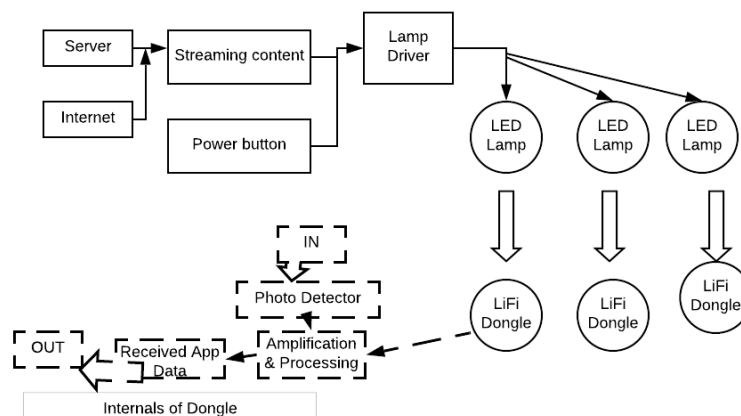 Server
Streaming content
Lamp
Driver
Internet
Power button
LED
Lamp
LED
Lamp
LED
Lamp
IN
Photo Detector
LiFi
Dongle
LiFi
Dongle
LiFi
Dongle
OUT
Received App
Data
Amplification
& Processing
Internals of Dongle